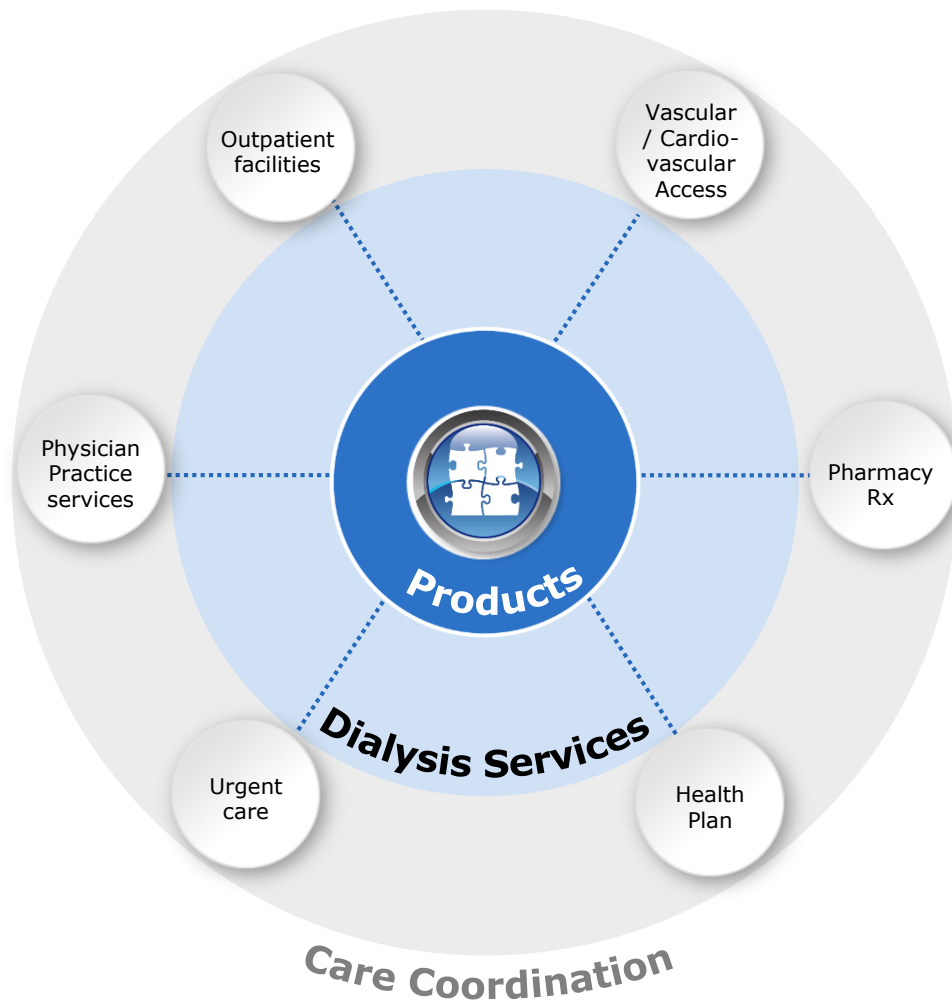 Outpatient
facilities
Vascular
/ Cardio-
vascular
Access
Physician
Practice
services
Pharmacy
Rx
Products
Dialysis Services
Urgent
care
Health
Plan
Care Coordination